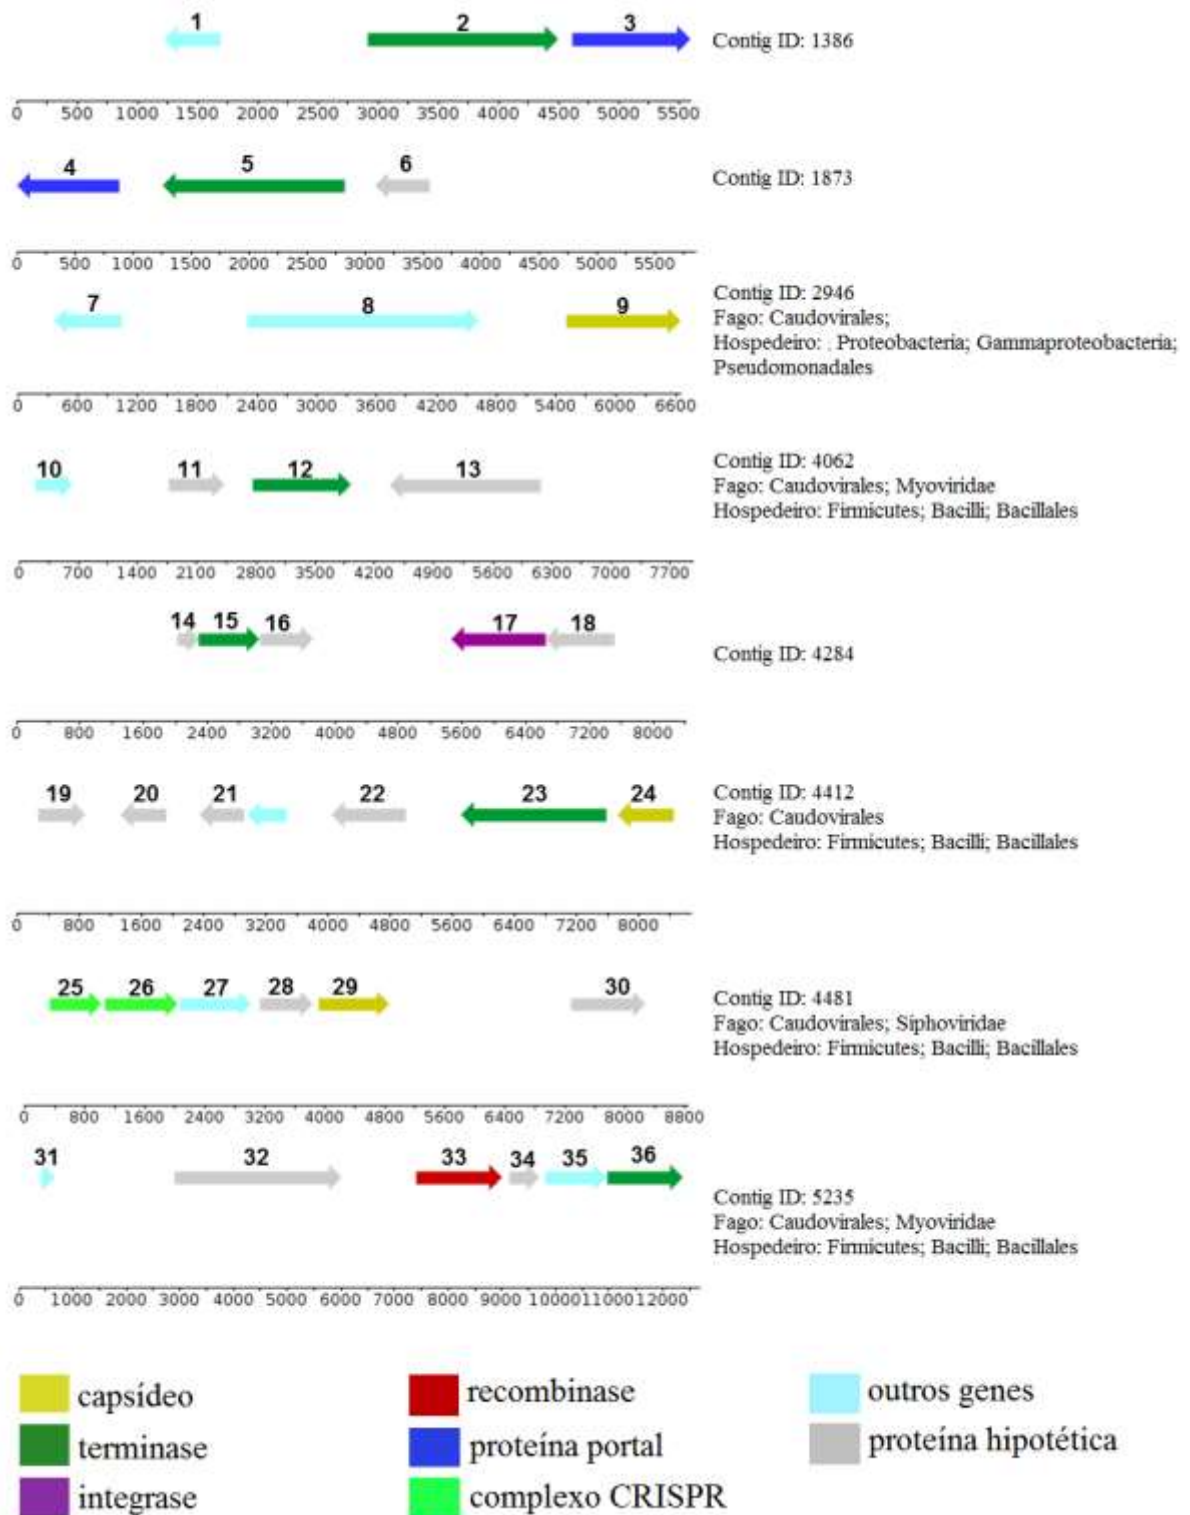 1 2 3
Contig ID: 1386
0 500 1000 1500 2000 2500 3000 3500 4000 4500 5000 5500
4 5 6
Contig ID: 1873
0 500 1000 1500 2000 2500 3000 3500 4000 4500 5000 5500
7 8 9
Contig ID: 2946
Fago: Caudovirales;
Hospedeiro: : Proteobacteria; Gammaproteobacteria;
Pseudomonadales
0 600 1200 1800 2400 3000 3600 4200 4800 5400 6000 6600
10 11 12 13
Contig ID: 4062
Fago: Caudovirales; Myoviridae
Hospedeiro: Firmicutes; Bacilli; Bacillales
0 700 1400 2100 2800 3500 4200 4900 5600 6300 7000 7700
14 15 16 17 18
Contig ID: 4284
0 800 1600 2400 3200 4000 4800 5600 6400 7200 8000
19 20 21 22 23 24
Contig ID: 4412
Fago: Caudovirales
Hospedeiro: Firmicutes; Bacilli; Bacillales
0 800 1600 2400 3200 4000 4800 5600 6400 7200 8000
25 26 27 28 29 30
Contig ID: 4481
Fago: Caudovirales; Siphoviridae
Hospedeiro: Firmicutes; Bacilli; Bacillales
0 800 1600 2400 3200 4000 4800 5600 6400 7200 8000 8800
31 32 33 34 35 36
Contig ID: 5235
Fago: Caudovirales; Myoviridae
Hospedeiro: Firmicutes; Bacilli; Bacillales
0 1000 2000 3000 4000 5000 6000 7000 8000 9000 10000 11000 12000
capsídeo recombinase outros genes
terminase proteína portal proteína hipotética
integrase complexo CRISPR